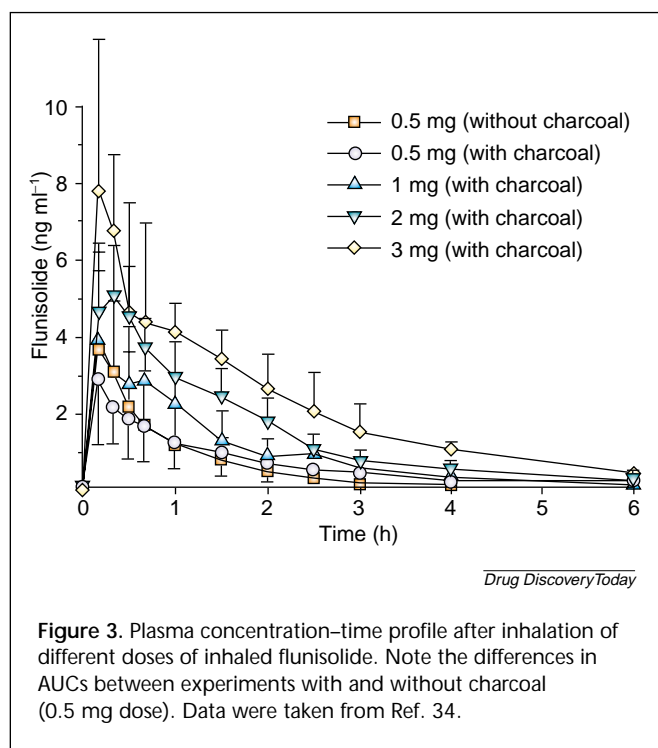 10
8
6
4
2
Flunisolide (ng ml⁻¹)
0.5 mg (without charcoal)
0.5 mg (with charcoal)
1 mg (with charcoal)
2 mg (with charcoal)
3 mg (with charcoal)
0 1 2 3 4 5 6
Time (h)
Drug Discovery Today
Figure 3. Plasma concentration–time profile after inhalation of
different doses of inhaled flunisolide. Note the differences in
AUCs between experiments with and without charcoal
(0.5 mg dose). Data were taken from Ref. 34.